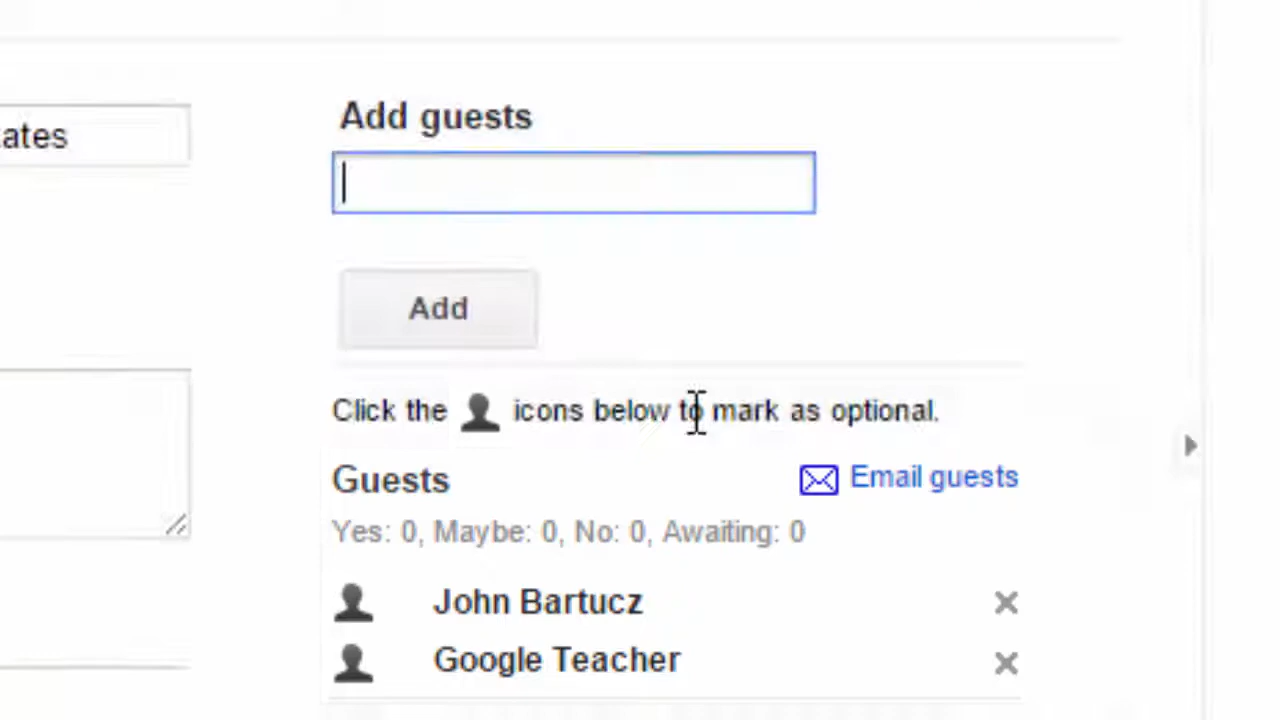 ates
Add guests
Add
Click the icons below to mark as optional.
Guests
Email guests
Yes: 0, Maybe: 0, No: 0, Awaiting: 0
John Bartucz
Google Teacher